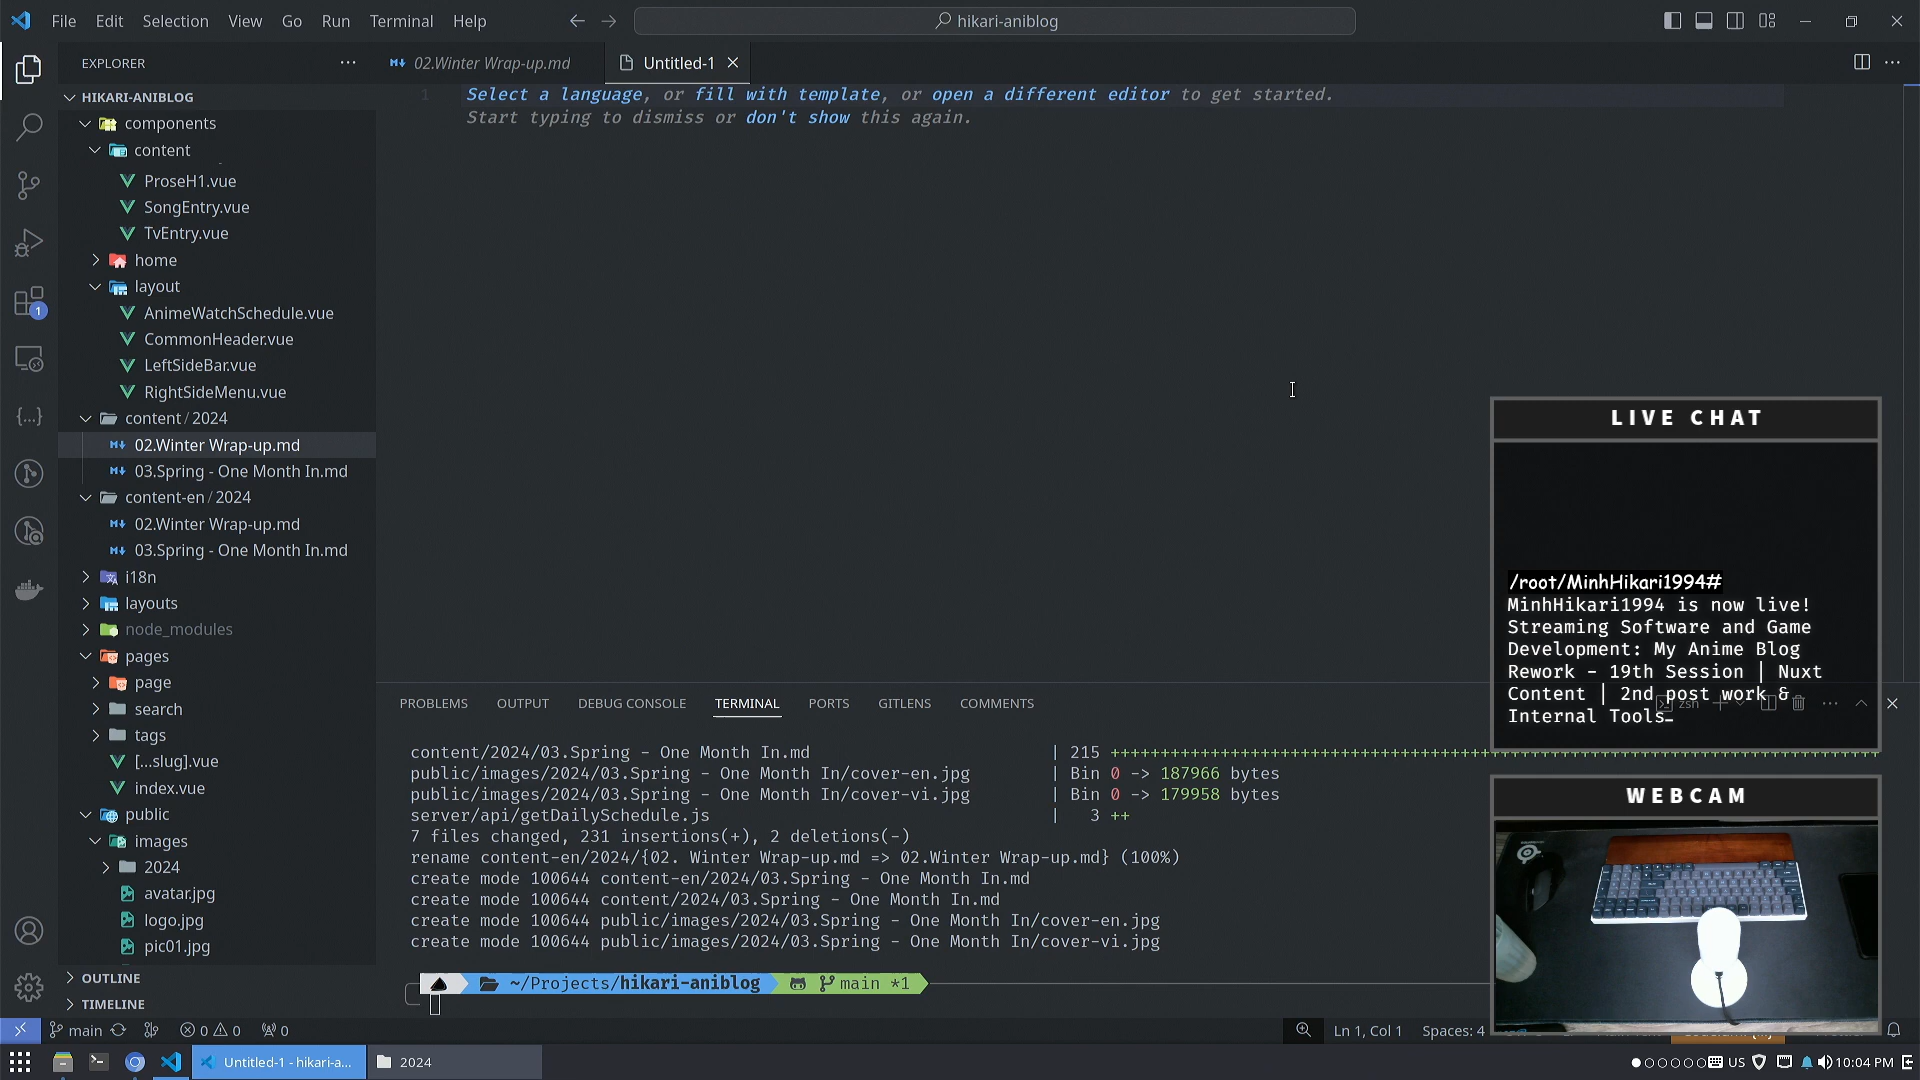 File Edit Selection View Go Run Terminal Help
hikari-aniblog
EXPLORER
02.Winter Wrap-up.md
Untitled-1
HIKARI-ANIBLOG
components
content
ProseH1.vue
SongEntry.vue
TvEntry.vue
home
layout
AnimeWatchSchedule.vue
CommonHeader.vue
LeftSideBar.vue
RightSideMenu.vue
content / 2024
02.Winter Wrap-up.md
03.Spring - One Month In.md
content-en / 2024
02.Winter Wrap-up.md
03.Spring - One Month In.md
i18n
layouts
node_modules
pages
page
search
tags
[...slug].vue
index.vue
public
images
2024
avatar.jpg
logo.jpg
pic01.jpg
OUTLINE
TIMELINE
1
1
Select a language, or fill with template, or open a different editor to get started.
Start typing to dismiss or don't show this again.
PROBLEMS OUTPUT DEBUG CONSOLE TERMINAL PORTS GITLENS COMMENTS
zsh
content/2024/03.Spring - One Month In.md | 215 +++++++++++++++++++++++++++++++++++++++++++++++++++++++++++++++++++++++++++++
public/images/2024/03.Spring - One Month In/cover-en.jpg | Bin 0 -> 187966 bytes
public/images/2024/03.Spring - One Month In/cover-vi.jpg | Bin 0 -> 179958 bytes
server/api/getDailySchedule.js | 3 ++
7 files changed, 231 insertions(+), 2 deletions(-)
rename content-en/2024/{02. Winter Wrap-up.md => 02.Winter Wrap-up.md} (100%)
create mode 100644 content-en/2024/03.Spring - One Month In.md
create mode 100644 content/2024/03.Spring - One Month In.md
create mode 100644 public/images/2024/03.Spring - One Month In/cover-en.jpg
create mode 100644 public/images/2024/03.Spring - One Month In/cover-vi.jpg
~/Projects/hikari-aniblog main *1
LIVE CHAT
/root/MinhHikari1994#
MinhHikari1994 is now live!
Streaming Software and Game
Development: My Anime Blog
Rework - 19th Session | Nuxt
Content | 2nd post work &
Internal Tools_
WEBCAM
main 0 0 0
Ln 1, Col 1 Spaces: 4
Untitled-1 - hikari-a...
2024
US
10:04 PM